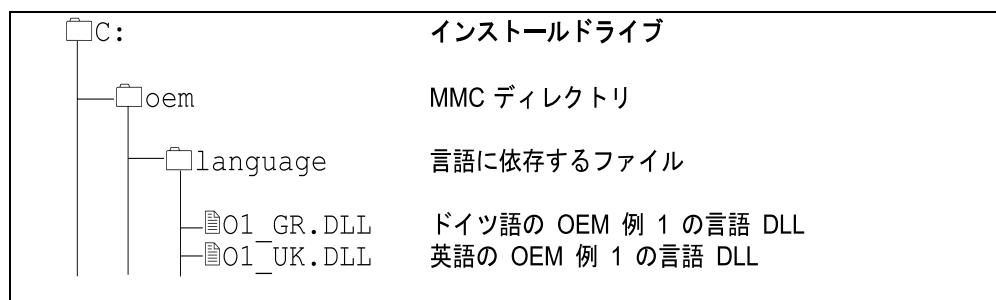 C: インストールドライブ
oem MMC ディレクトリ
language 言語に依存するファイル
O1_GR.DLL ドイツ語の OEM 例 1 の言語 DLL
O1_UK.DLL 英語の OEM 例 1 の言語 DLL